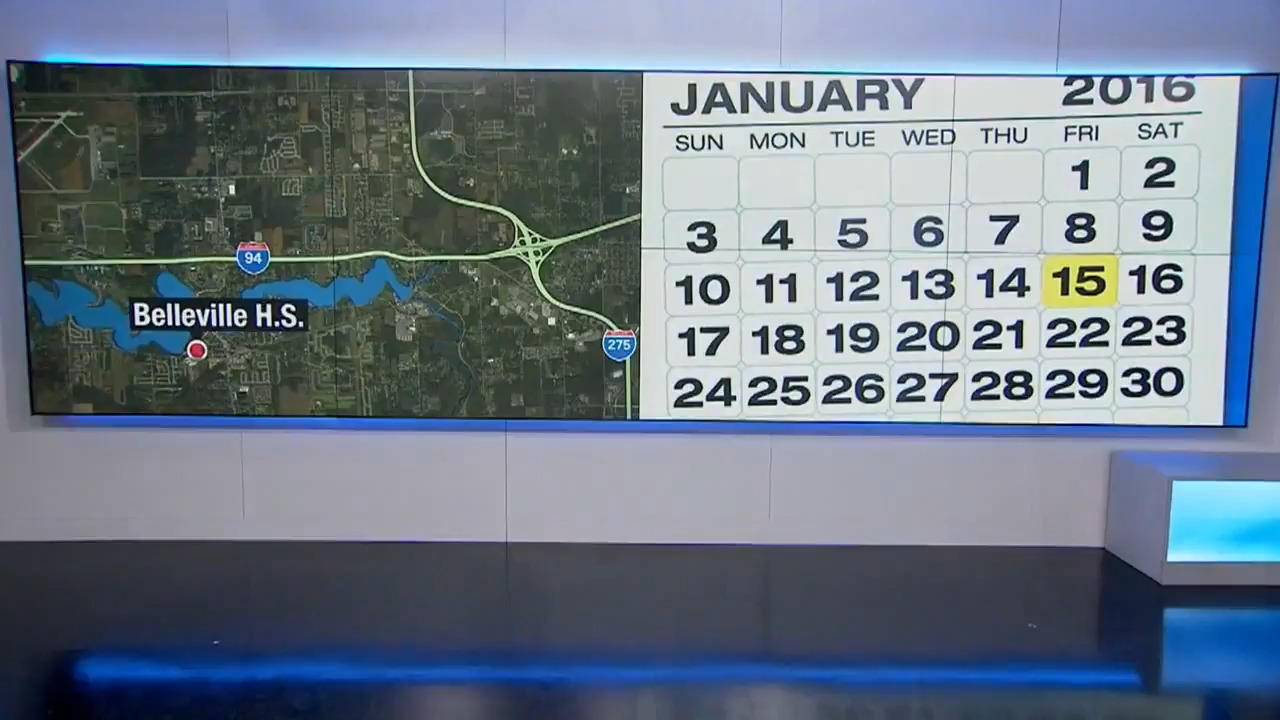 94
Belleville H.S.
275
JANUARY 2016
SUN MON TUE WED THU FRI SAT
1 2
3 4 5 6 7 8 9
10 11 12 13 14 15 16
17 18 19 20 21 22 23
24 25 26 27 28 29 30